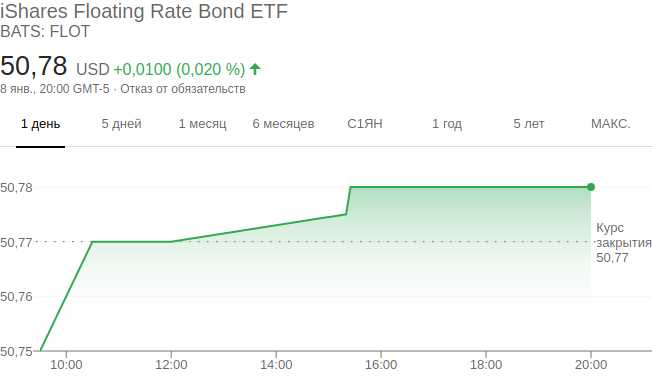 iShares Floating Rate Bond ETF
BATS: FLOT
50,78 USD +0,0100 (0,020 %)
8 янв., 20:00 GMT-5 · Отказ от обязательств
1 день 5 дней 1 месяц 6 месяцев С1ЯН 1 год 5 лет МАКС.
50,78
50,77
50,76
50,75
Курс
закрытия
50,77
10:00 12:00 14:00 16:00 18:00 20:00